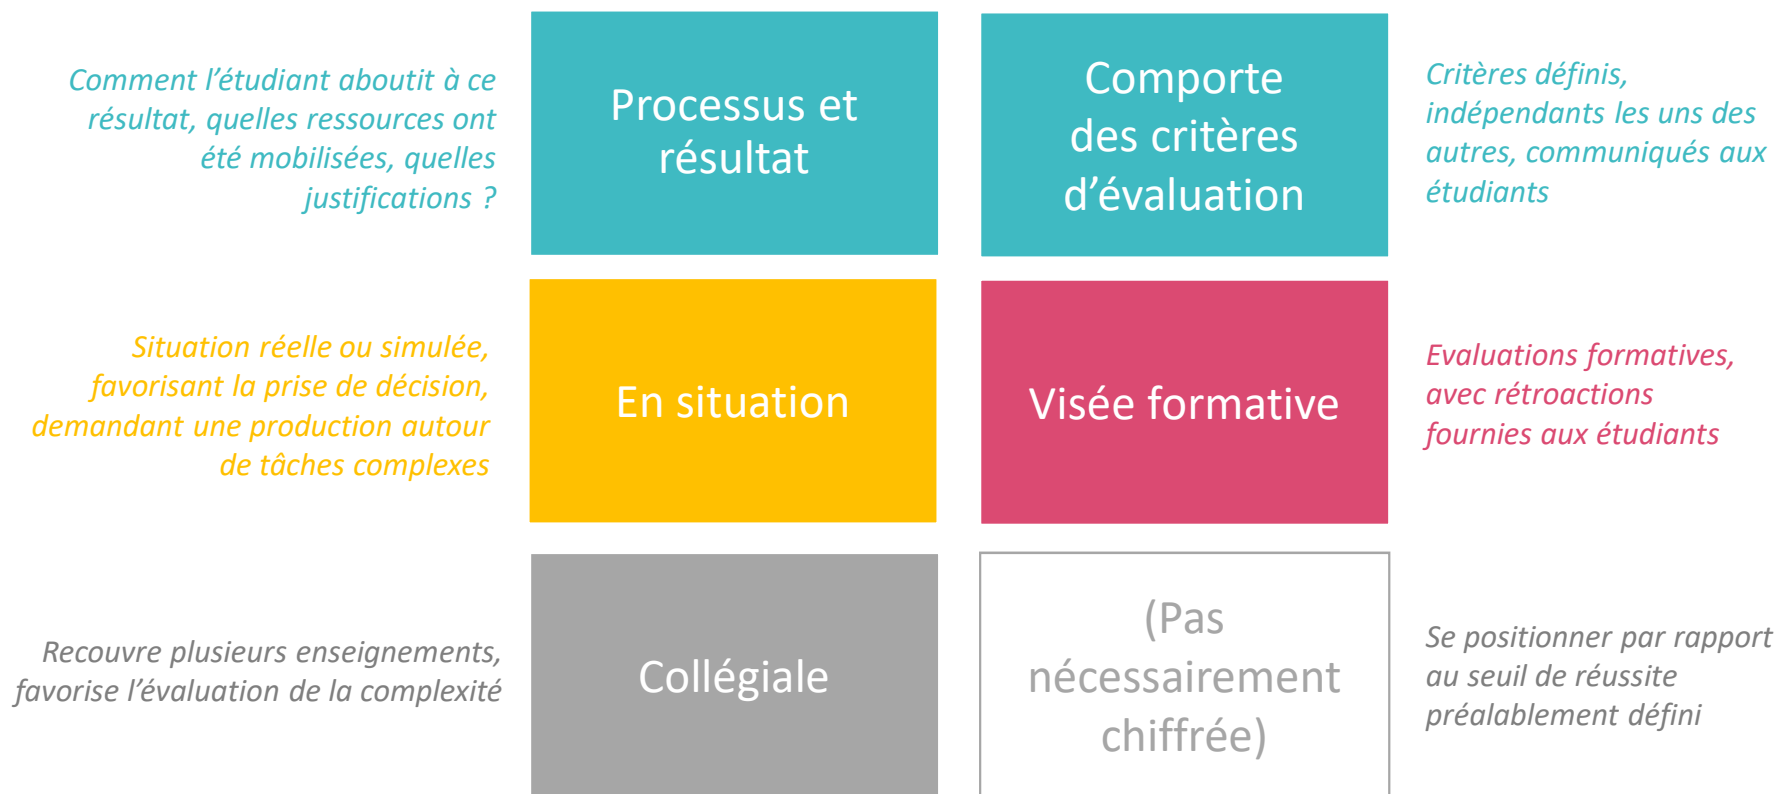 Comment l’étudiant aboutit à ce
résultat, quelles ressources ont
été mobilisées, quelles
justifications ?
Processus et
résultat
Comporte
des critères
d’évaluation
Critères définis,
indépendants les uns des
autres, communiqués aux
étudiants
Situation réelle ou simulée,
favorisant la prise de décision,
demandant une production autour
de tâches complexes
En situation
Visée formative
Evaluations formatives,
avec rétroactions
fournies aux étudiants
Recouvre plusieurs enseignements,
favorise l’évaluation de la complexité
Collégiale
(Pas
nécessairement
chiffrée)
Se positionner par rapport
au seuil de réussite
préalablement défini